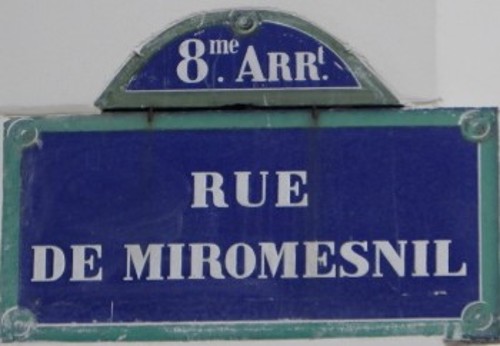 8me. ARRt.
RUE
DE MIROMESNIL